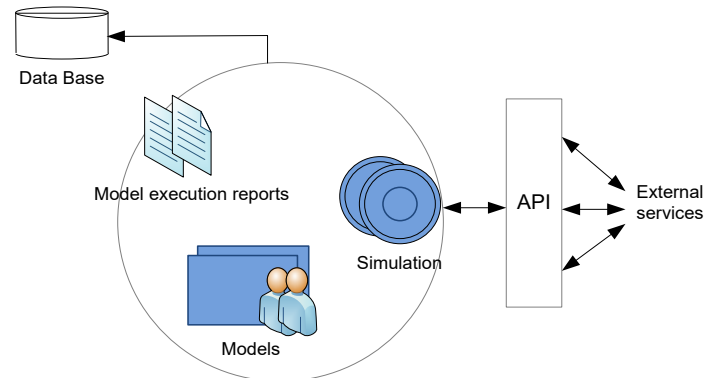 Data Base
Model execution reports
Simulation
Models
API
External
services